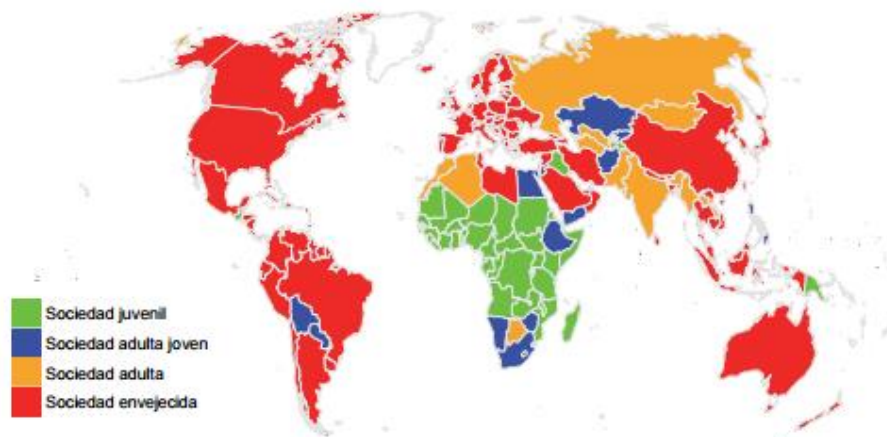 Sociedad juvenil
Sociedad adulta joven
Sociedad adulta
Sociedad envejecida